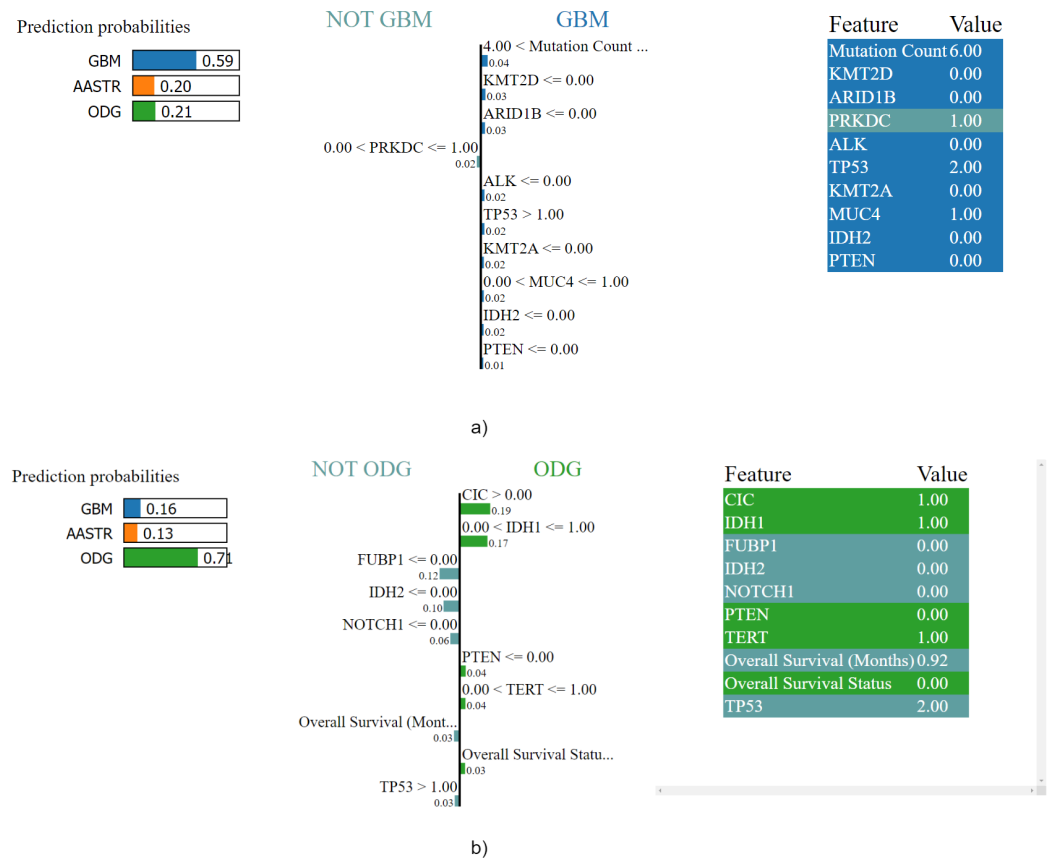 NOT GBM GBM
Prediction probabilities
GBM 0.59
AASTR 0.20
ODG 0.21
4.00 < Mutation Count ...
0.04
KMT2D <= 0.00
0.03
ARID1B <= 0.00
0.03
0.00 < PRKDC <= 1.00
0.02
ALK <= 0.00
0.02
TP53 > 1.00
0.02
KMT2A <= 0.00
0.02
0.00 < MUC4 <= 1.00
0.02
IDH2 <= 0.00
0.02
PTEN <= 0.00
0.01
Feature Value
Mutation Count 6.00
KMT2D 0.00
ARID1B 0.00
PRKDC 1.00
ALK 0.00
TP53 2.00
KMT2A 0.00
MUC4 1.00
IDH2 0.00
PTEN 0.00
a)
NOT ODG ODG
Prediction probabilities
GBM 0.16
AASTR 0.13
ODG 0.71
CIC > 0.00
0.19
0.00 < IDH1 <= 1.00
0.17
FUBP1 <= 0.00
0.12
IDH2 <= 0.00
0.10
NOTCH1 <= 0.00
0.06
PTEN <= 0.00
0.04
0.00 < TERT <= 1.00
0.04
Overall Survival (Mont...
0.03
Overall Survival Statu...
0.03
TP53 > 1.00
0.03
Feature Value
CIC 1.00
IDH1 1.00
FUBP1 0.00
IDH2 0.00
NOTCH1 0.00
PTEN 0.00
TERT 1.00
Overall Survival (Months) 0.92
Overall Survival Status 0.00
TP53 2.00
b)